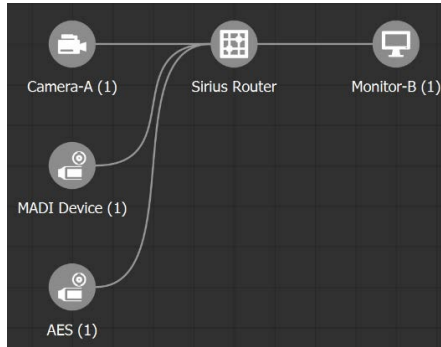 Camera-A (1)
Sirius Router
Monitor-B (1)
MADI Device (1)
AES (1)